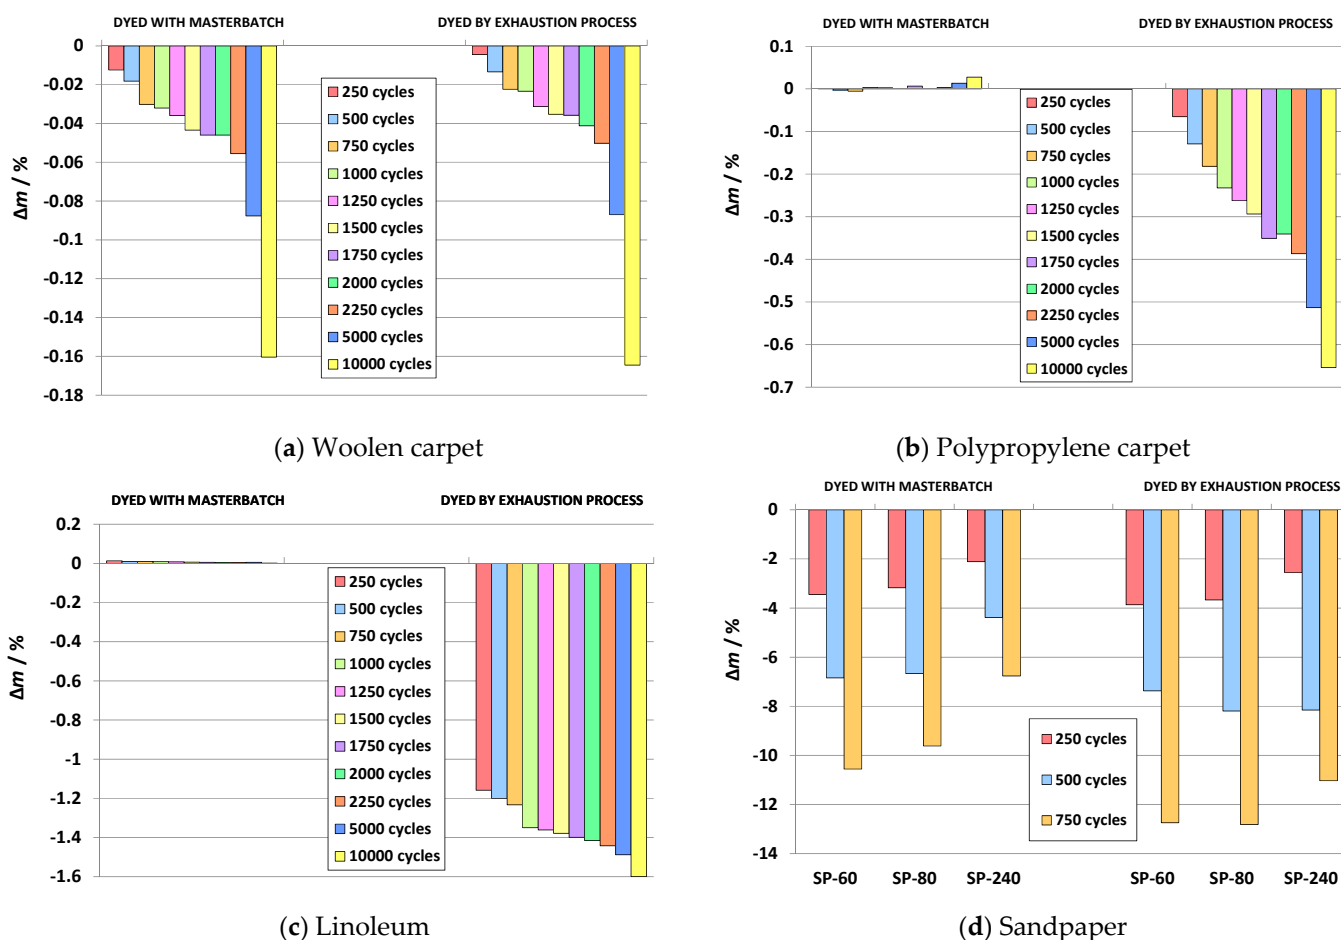 DYED WITH MASTERBATCH
DYED BY EXHAUSTION PROCESS
0
-0.02
-0.04
-0.06
-0.08
-0.1
-0.12
-0.14
-0.16
-0.18
Δm / %
250 cycles
500 cycles
750 cycles
1000 cycles
1250 cycles
1500 cycles
1750 cycles
2000 cycles
2250 cycles
5000 cycles
10000 cycles
(a) Woolen carpet
DYED WITH MASTERBATCH
DYED BY EXHAUSTION PROCESS
0.1
0
-0.1
-0.2
-0.3
-0.4
-0.5
-0.6
-0.7
Δm / %
250 cycles
500 cycles
750 cycles
1000 cycles
1250 cycles
1500 cycles
1750 cycles
2000 cycles
2250 cycles
5000 cycles
10000 cycles
(b) Polypropylene carpet
DYED WITH MASTERBATCH
DYED BY EXHAUSTION PROCESS
0.2
0
-0.2
-0.4
-0.6
-0.8
-1
-1.2
-1.4
-1.6
Δm / %
250 cycles
500 cycles
750 cycles
1000 cycles
1250 cycles
1500 cycles
1750 cycles
2000 cycles
2250 cycles
5000 cycles
10000 cycles
(c) Linoleum
DYED WITH MASTERBATCH
DYED BY EXHAUSTION PROCESS
0
-2
-4
-6
-8
-10
-12
-14
Δm / %
250 cycles
500 cycles
750 cycles
SP-60 SP-80 SP-240 SP-60 SP-80 SP-240
(d) Sandpaper